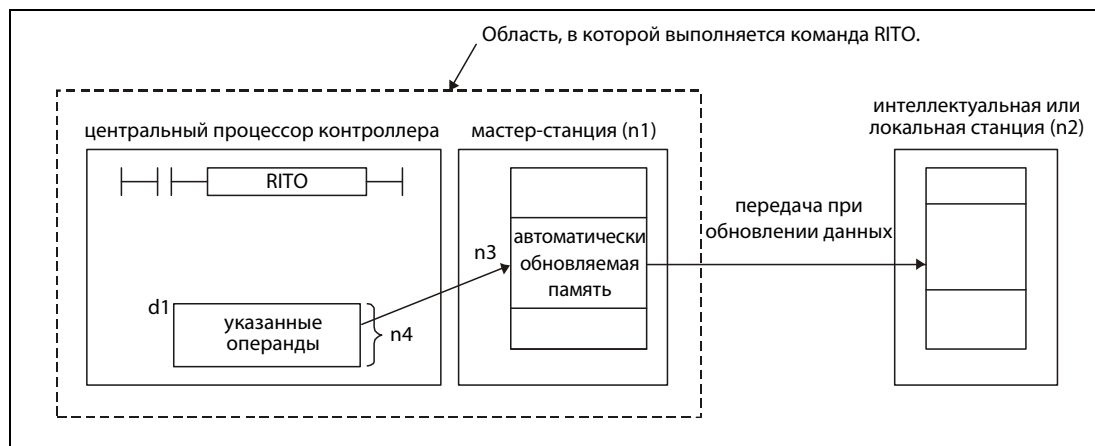 Область, в которой выполняется команда RITO.
центральный процессор контроллера
мастер-станция (n1)
интеллектуальная или
локальная станция (n2)
RITO
передача при
обновлении данных
n3
автоматически
обновляемая
память
d1
указанные
операнды
n4